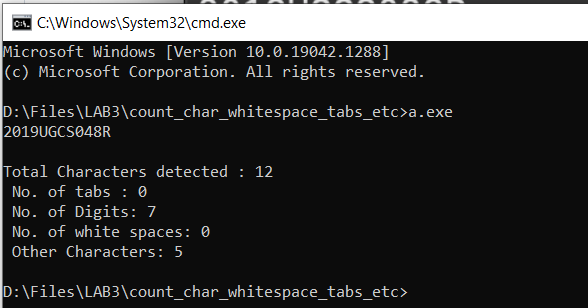 C:\Windows\System32\cmd.exe
Microsoft Windows [Version 10.0.19042.1288]
(c) Microsoft Corporation. All rights reserved.
D:\Files\LAB3\count_char_whitespace_tabs_etc>a.exe
2019UGCS048R
Total Characters detected : 12
No. of tabs : 0
No. of Digits: 7
No. of white spaces: 0
Other Characters: 5
D:\Files\LAB3\count_char_whitespace_tabs_etc>